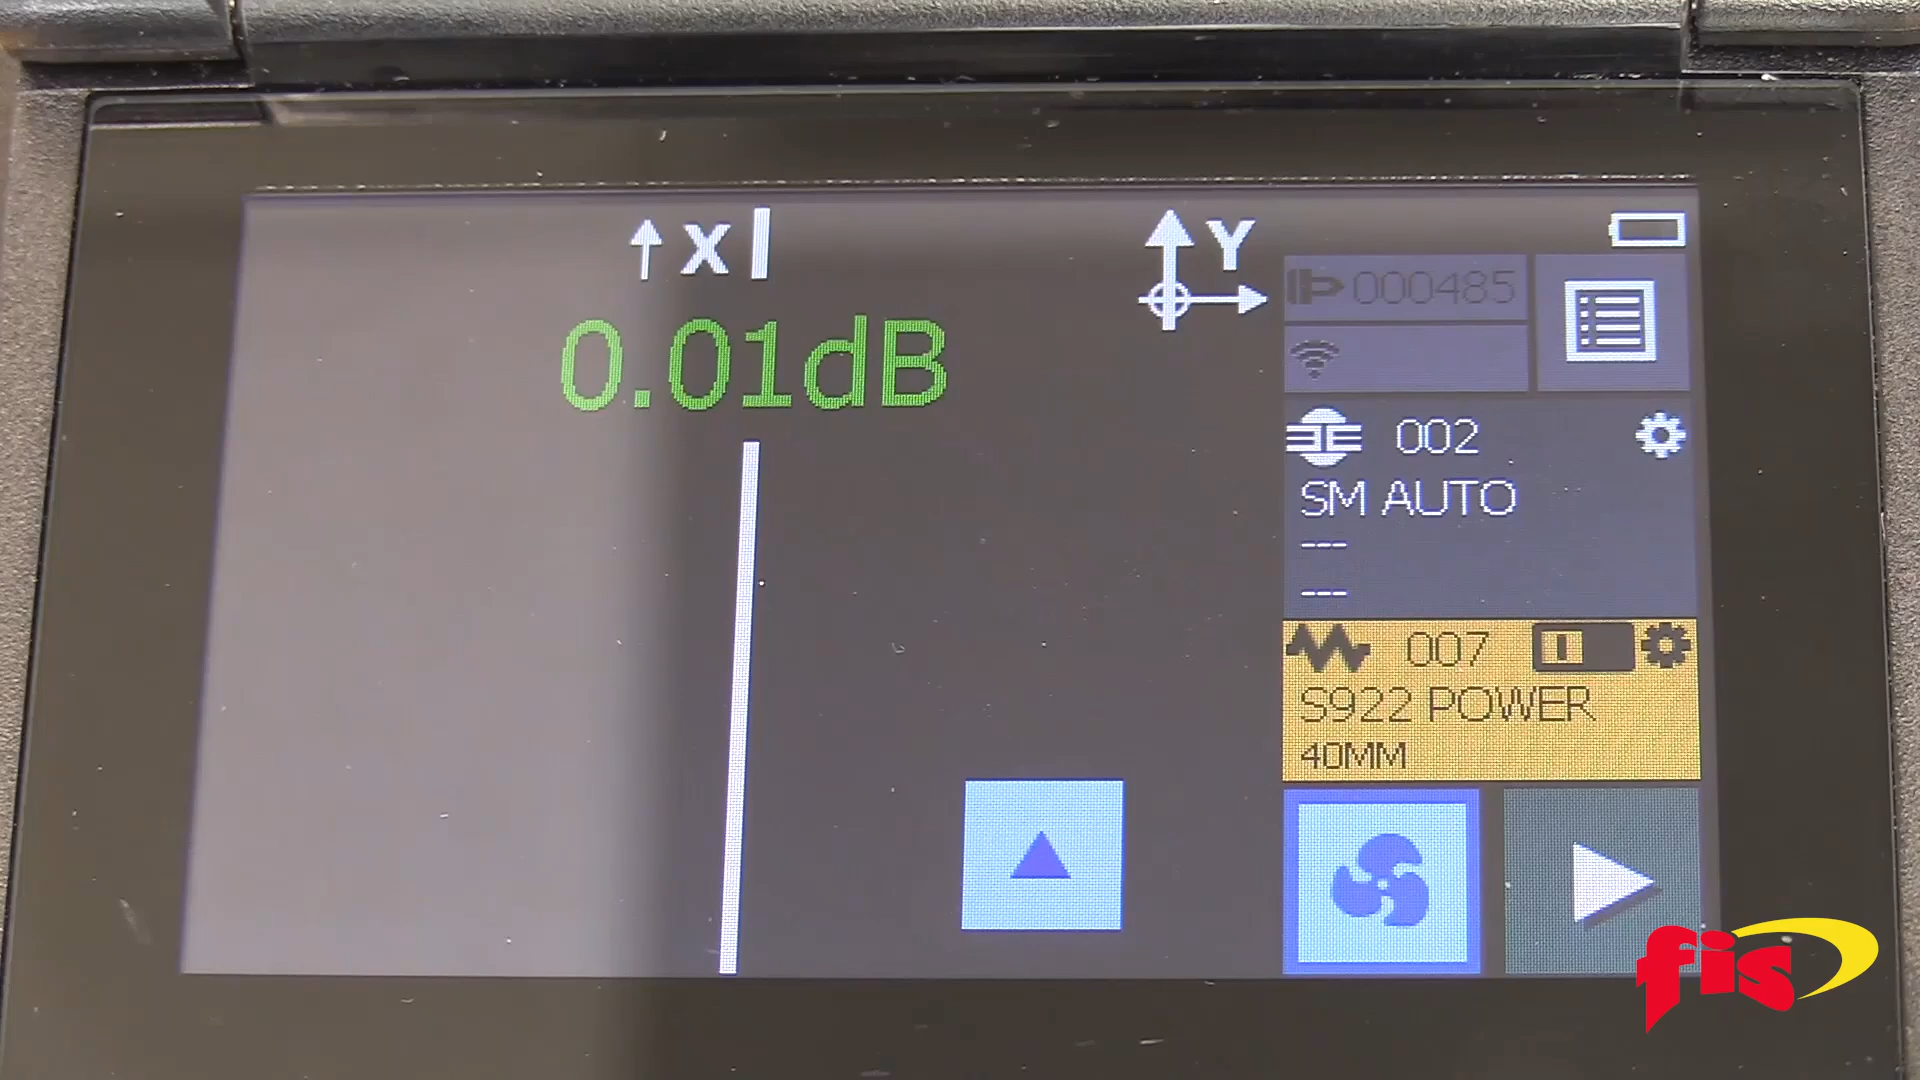 X
Y
0.01dB
000485
002
SM AUTO
---
---
007
S922 POWER
40MM
fis